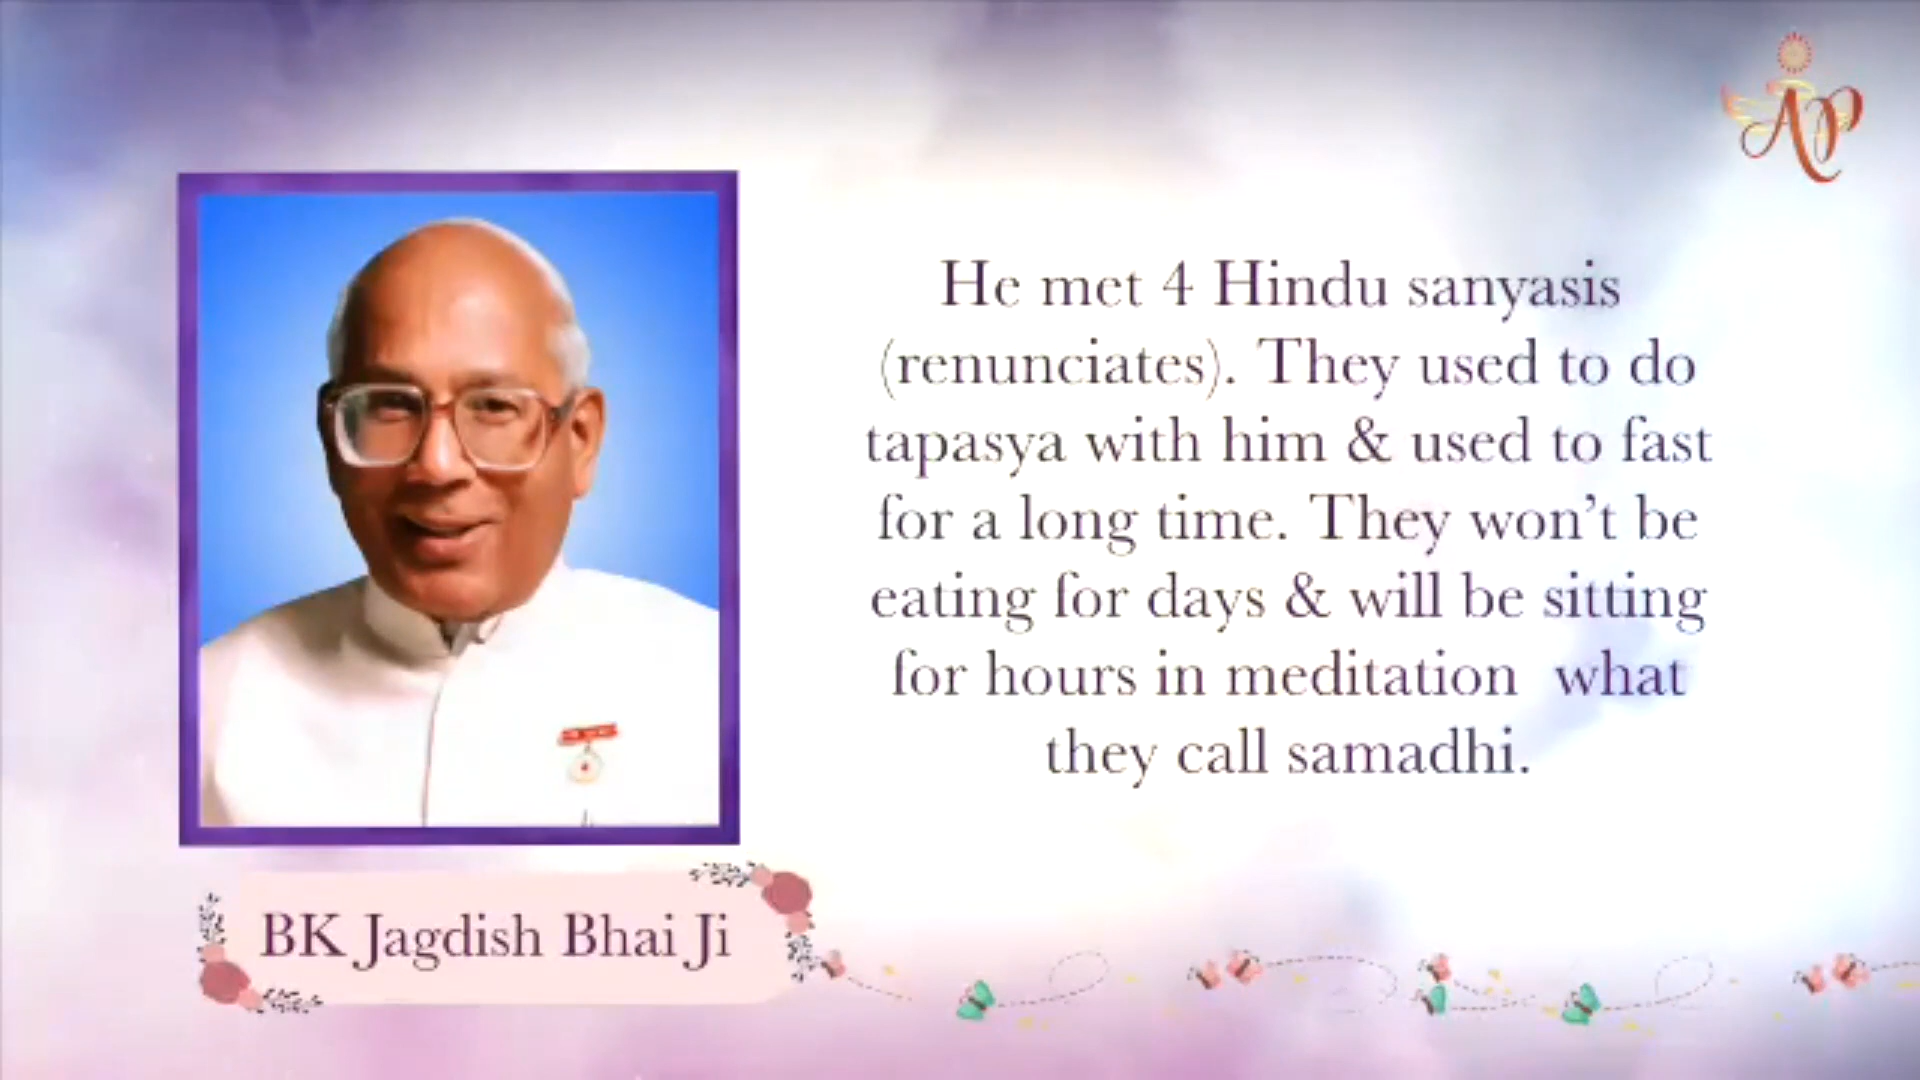 AP
He met 4 Hindu sanyasis
(renunciates). They used to do
tapasya with him & used to fast
for a long time. They won't be
eating for days & will be sitting
for hours in meditation  what
they call samadhi.
BK Jagdish Bhai Ji